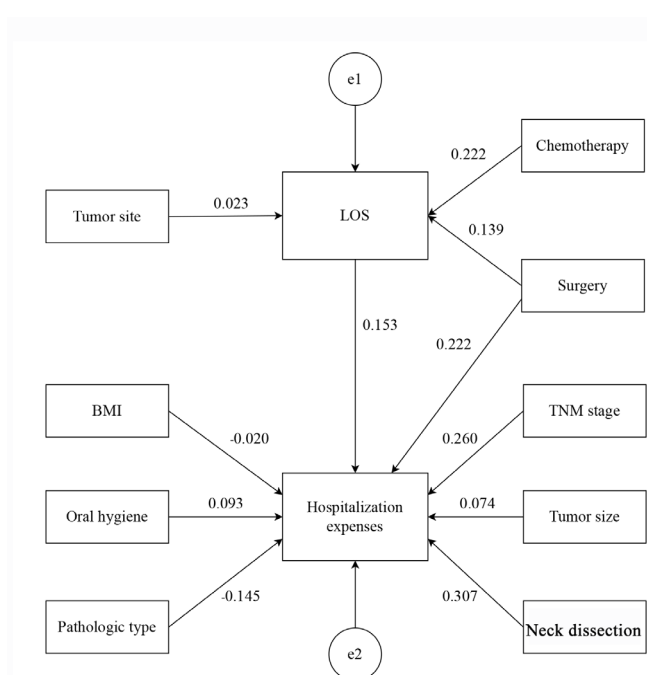 e1
Chemotherapy
0.222
Tumor site
0.023
LOS
0.139
Surgery
0.153
0.222
BMI
TNM stage
-0.020
0.260
Oral hygiene
0.093
Hospitalization
expenses
0.074
Tumor size
-0.145
0.307
Pathologic type
Neck dissection
e2